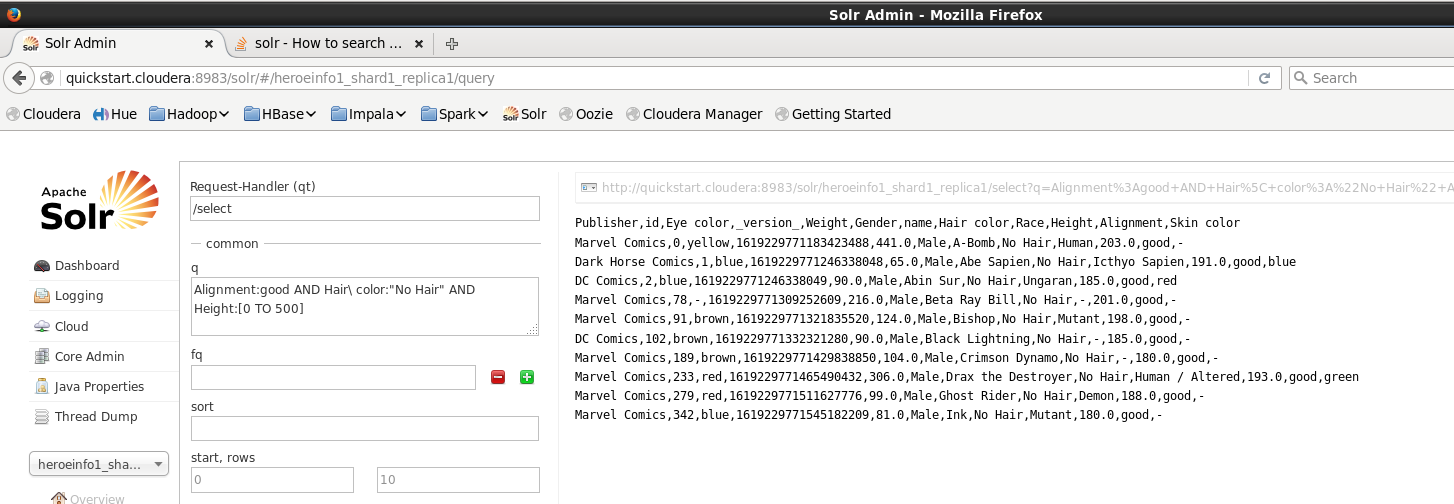 Solr Admin - Mozilla Firefox
Solr Admin
solr - How to search ...
quickstart.cloudera:8983/solr/#/heroeinfo1_shard1_replica1/query
Search
Cloudera Hue Hadoop HBase Impala Spark Solr Oozie Cloudera Manager Getting Started
Apache
Solr
Dashboard
Logging
Cloud
Core Admin
Java Properties
Thread Dump
heroeinfo1_sha...
Overview
Request-Handler (qt)
/select
common
q
Alignment:good AND Hair\ color:"No Hair" AND
Height:[0 TO 500]
fq
sort
start, rows
0 10
http://quickstart.cloudera:8983/solr/heroeinfo1_shard1_replica1/select?q=Alignment%3Agood+AND+Hair%5C+color%3A%22No+Hair%22+A
Publisher,id,Eye color,_version_,Weight,Gender,name,Hair color,Race,Height,Alignment,Skin color
Marvel Comics,0,yellow,1619229771183423488,441.0,Male,A-Bomb,No Hair,Human,203.0,good,-
Dark Horse Comics,1,blue,1619229771246338048,65.0,Male,Abe Sapien,No Hair,Icthyo Sapien,191.0,good,blue
DC Comics,2,blue,1619229771246338049,90.0,Male,Abin Sur,No Hair,Ungaran,185.0,good,red
Marvel Comics,78,-,1619229771309252609,216.0,Male,Beta Ray Bill,No Hair,-,201.0,good,-
Marvel Comics,91,brown,1619229771321835520,124.0,Male,Bishop,No Hair,Mutant,198.0,good,-
DC Comics,102,brown,1619229771332321280,90.0,Male,Black Lightning,No Hair,-,185.0,good,-
Marvel Comics,189,brown,1619229771429838850,104.0,Male,Crimson Dynamo,No Hair,-,180.0,good,-
Marvel Comics,233,red,1619229771465490432,306.0,Male,Drax the Destroyer,No Hair,Human / Altered,193.0,good,green
Marvel Comics,279,red,1619229771511627776,99.0,Male,Ghost Rider,No Hair,Demon,188.0,good,-
Marvel Comics,342,blue,1619229771545182209,81.0,Male,Ink,No Hair,Mutant,180.0,good,-